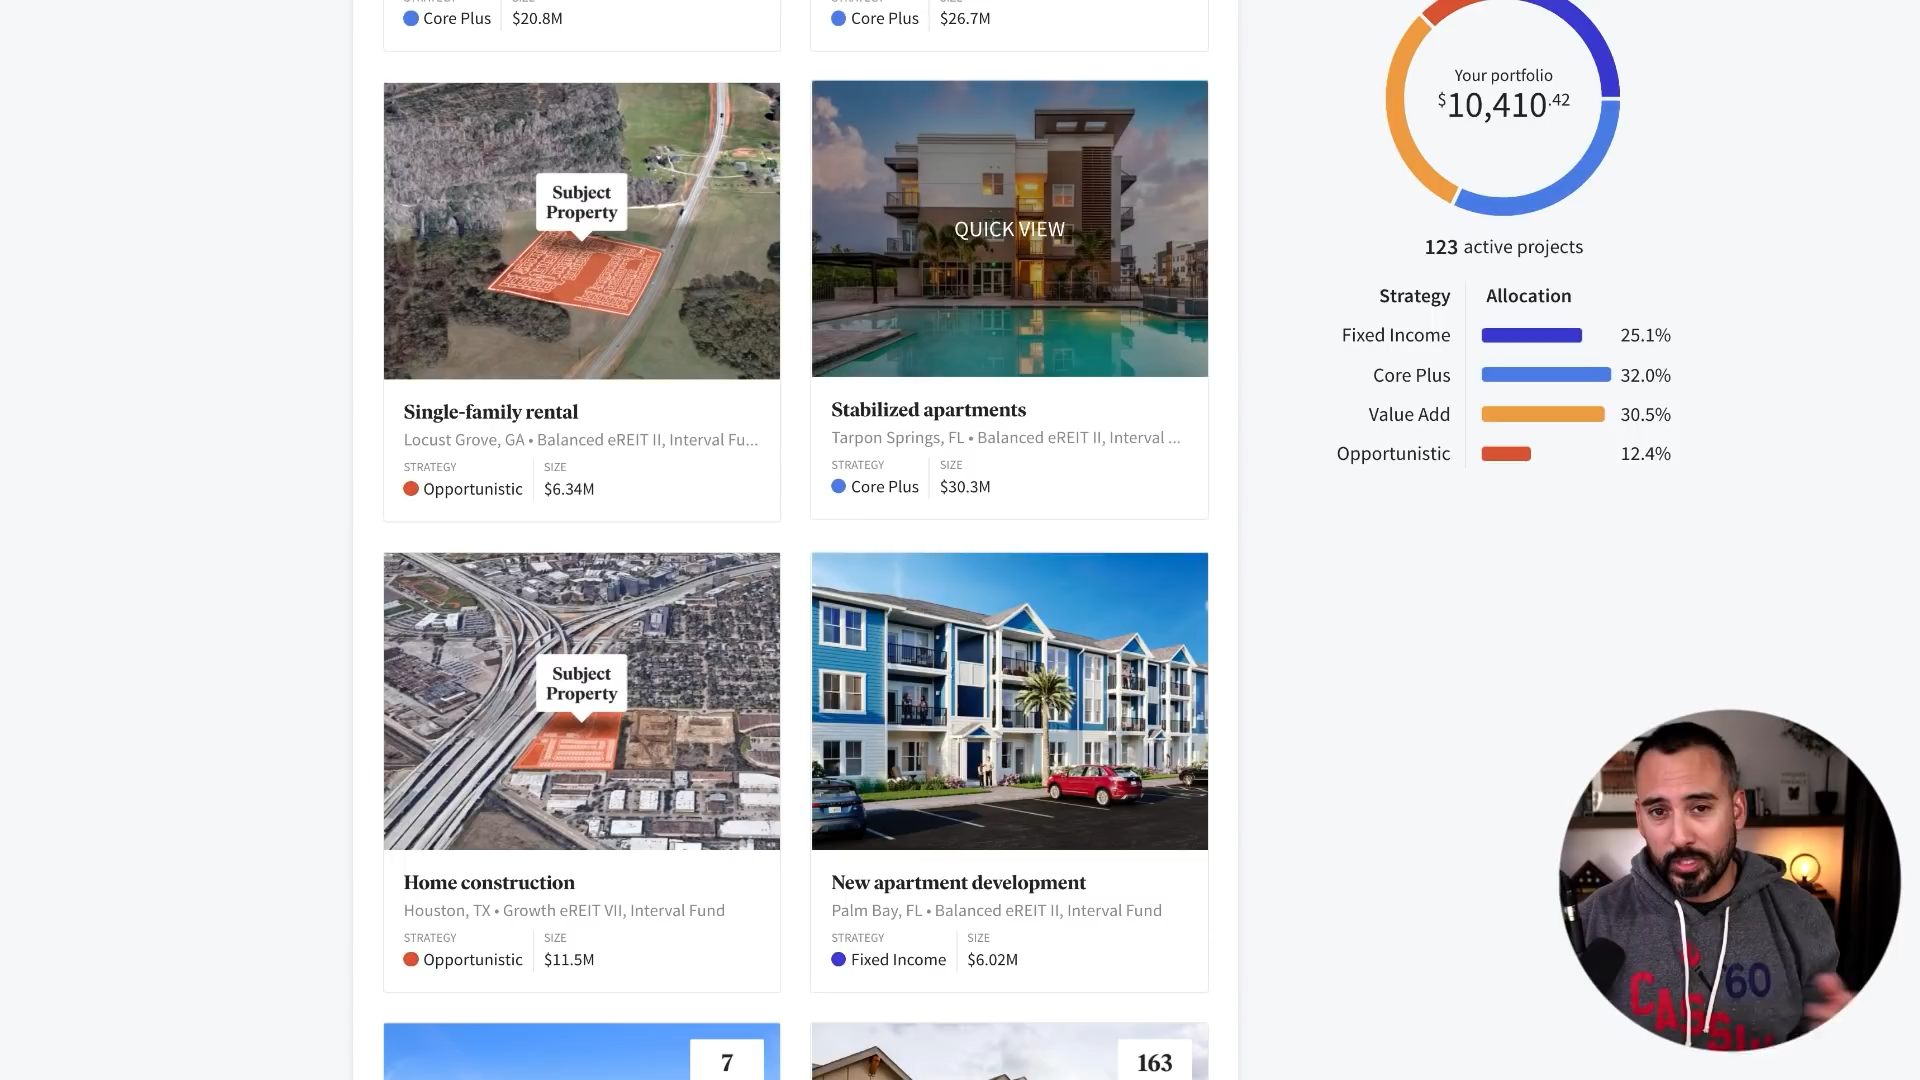 Core Plus
$20.8M
Core Plus
$26.7M
Subject
Property
Single-family rental
Locust Grove, GA • Balanced eREIT II, Interval Fu...
STRATEGY
SIZE
Opportunistic
$6.34M
QUICK VIEW
Stabilized apartments
Tarpon Springs, FL • Balanced eREIT II, Interval ...
STRATEGY
SIZE
Core Plus
$30.3M
Subject
Property
Home construction
Houston, TX • Growth eREIT VII, Interval Fund
STRATEGY
SIZE
Opportunistic
$11.5M
New apartment development
Palm Bay, FL • Balanced eREIT II, Interval Fund
STRATEGY
SIZE
Fixed Income
$6.02M
7
163
Your portfolio
$10,410.42
123 active projects
Strategy Allocation
Fixed Income 25.1%
Core Plus 32.0%
Value Add 30.5%
Opportunistic 12.4%
'60